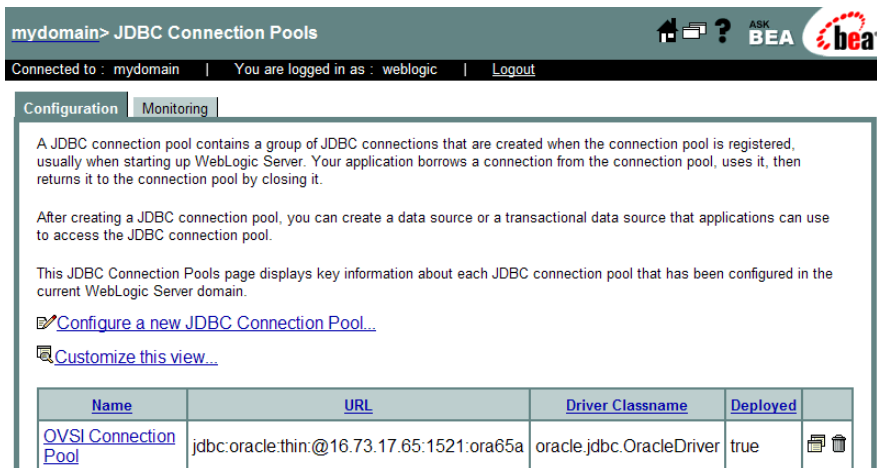 mydomain> JDBC Connection Pools
? ASK BEA bea
Connected to : mydomain | You are logged in as : weblogic | Logout
Configuration Monitoring
A JDBC connection pool contains a group of JDBC connections that are created when the connection pool is registered,
usually when starting up WebLogic Server. Your application borrows a connection from the connection pool, uses it, then
returns it to the connection pool by closing it.
After creating a JDBC connection pool, you can create a data source or a transactional data source that applications can use
to access the JDBC connection pool.
This JDBC Connection Pools page displays key information about each JDBC connection pool that has been configured in the
current WebLogic Server domain.
Configure a new JDBC Connection Pool...
Customize this view...
Name URL Driver Classname Deployed
OVSI Connection
Pool
jdbc:oracle:thin:@16.73.17.65:1521:ora65a oracle.jdbc.OracleDriver true